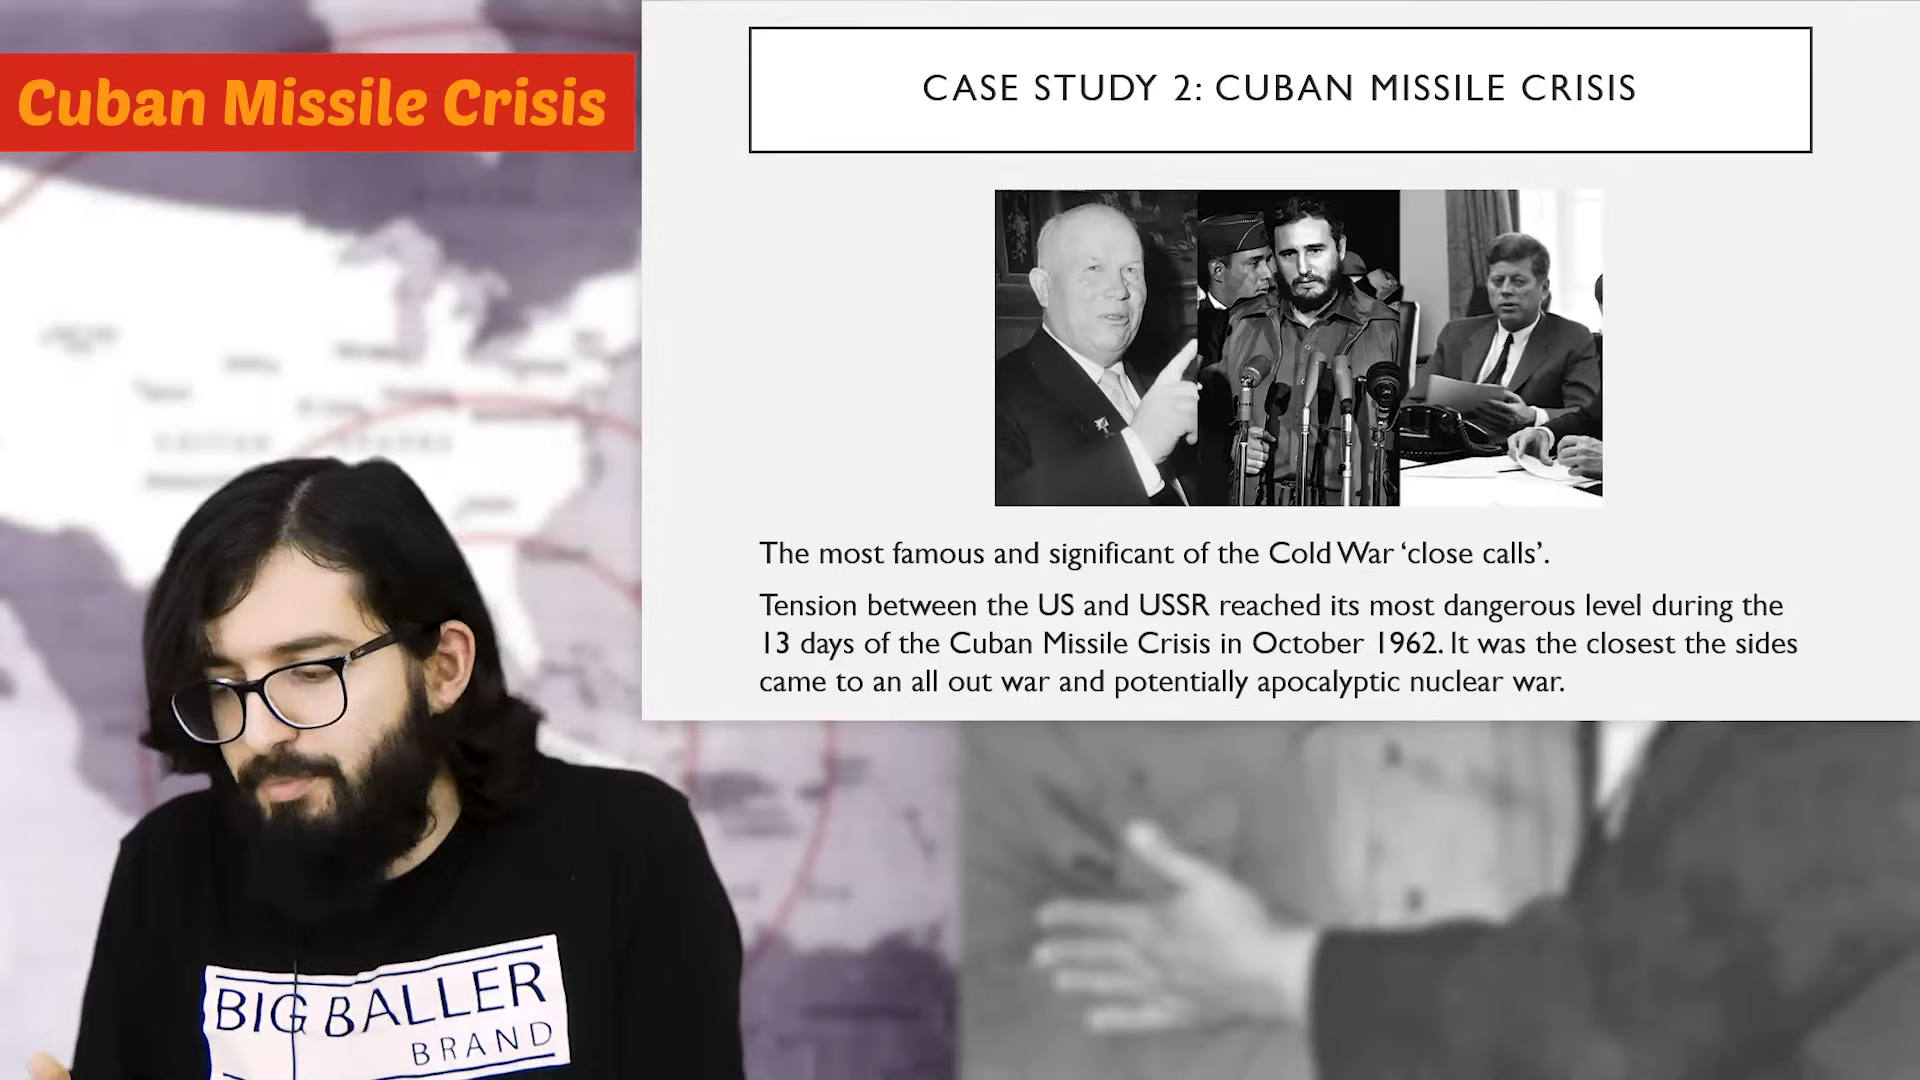 Cuban Missile Crisis
CASE STUDY 2: CUBAN MISSILE CRISIS
The most famous and significant of the Cold War ‘close calls’.
Tension between the US and USSR reached its most dangerous level during the
13 days of the Cuban Missile Crisis in October 1962. It was the closest the sides
came to an all out war and potentially apocalyptic nuclear war.
BIG BALLER
BRAND